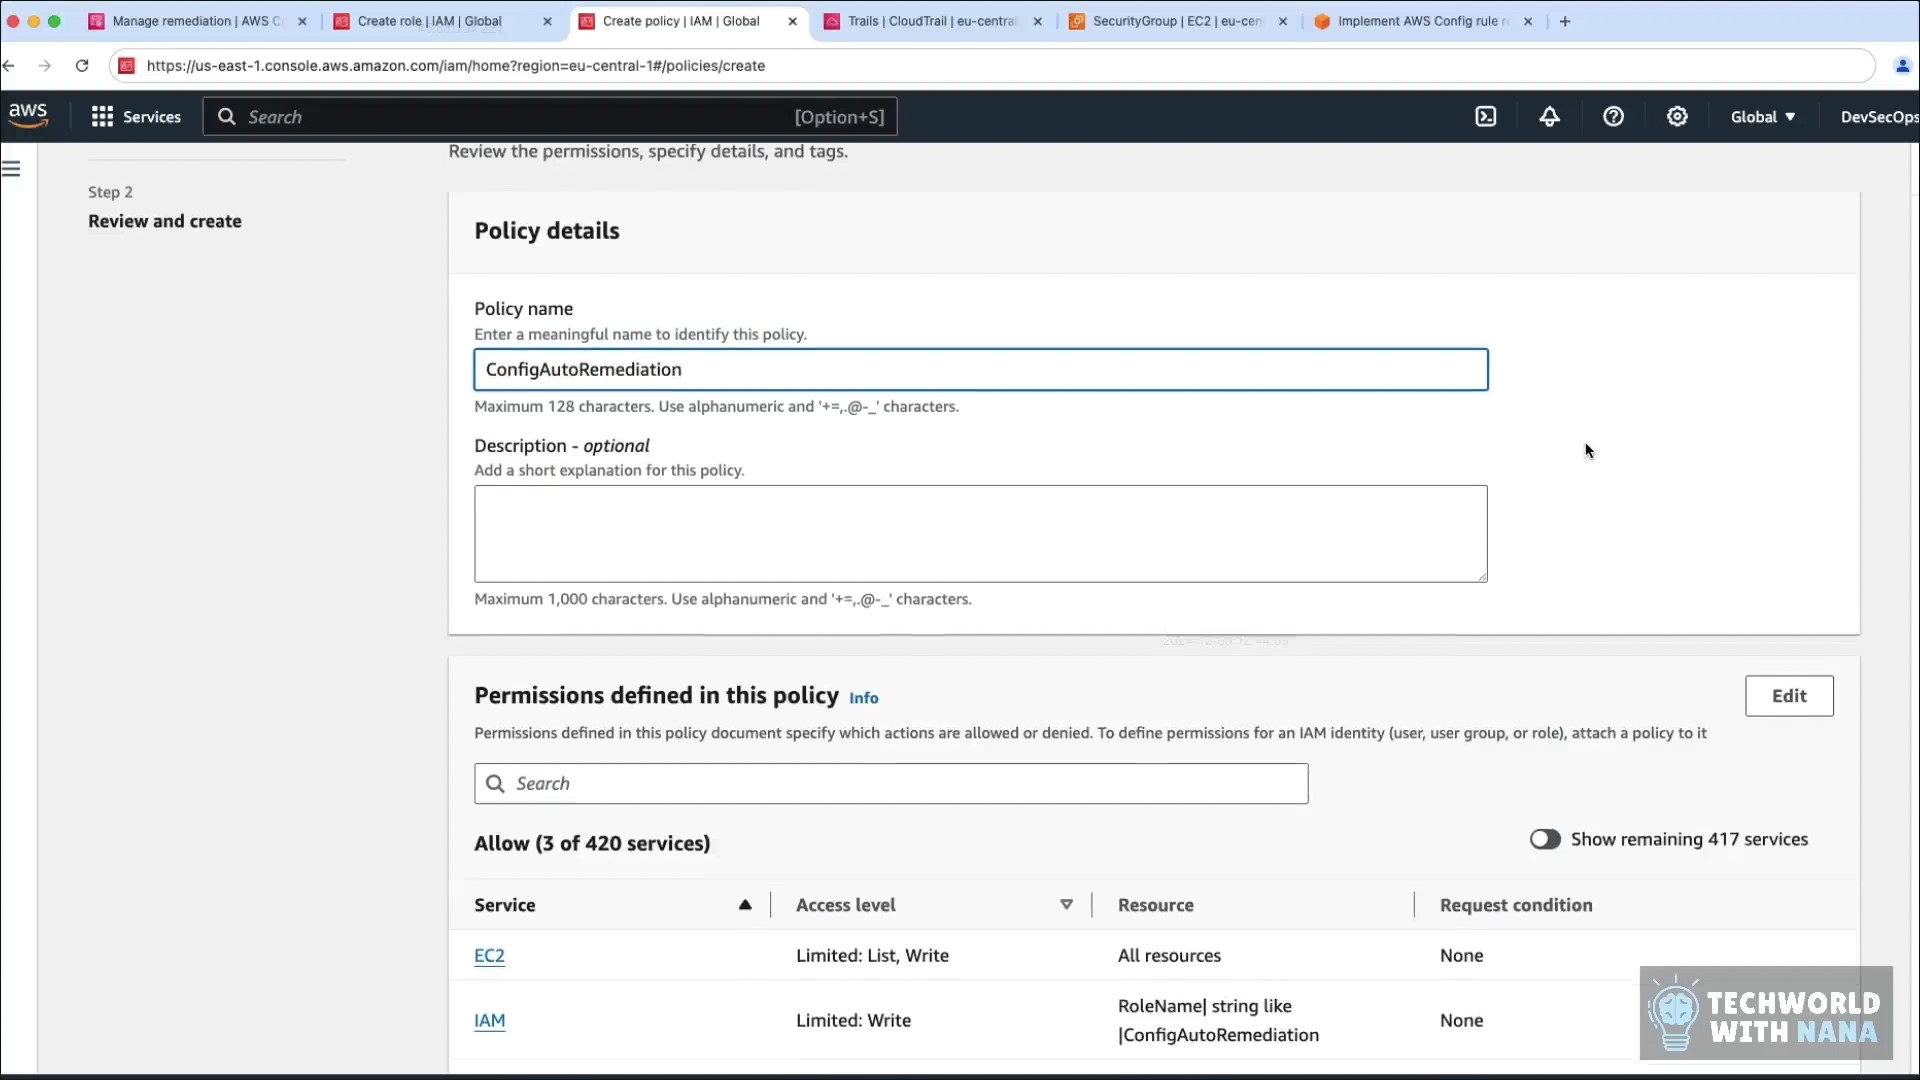 Manage remediation | AWS C
Create role | IAM | Global
Create policy | IAM | Global
Trails | CloudTrail | eu-central
SecurityGroup | EC2 | eu-cen
Implement AWS Config rule r
https://us-east-1.console.aws.amazon.com/iam/home?region=eu-central-1#/policies/create
aws
Services
Search
[Option+S]
Global
DevSecOps
Review the permissions, specify details, and tags.
Step 2
Review and create
Policy details
Policy name
Enter a meaningful name to identify this policy.
ConfigAutoRemediation
Maximum 128 characters. Use alphanumeric and '+=,.@-_' characters.
Description - optional
Add a short explanation for this policy.
Maximum 1,000 characters. Use alphanumeric and '+=,.@-_' characters.
Permissions defined in this policy Info
Edit
Permissions defined in this policy document specify which actions are allowed or denied. To define permissions for an IAM identity (user, user group, or role), attach a policy to it
Search
Allow (3 of 420 services)
Show remaining 417 services
Service
Access level
Resource
Request condition
EC2
Limited: List, Write
All resources
None
IAM
Limited: Write
RoleName| string like
|ConfigAutoRemediation
None
TECHWORLD
WITH NANA